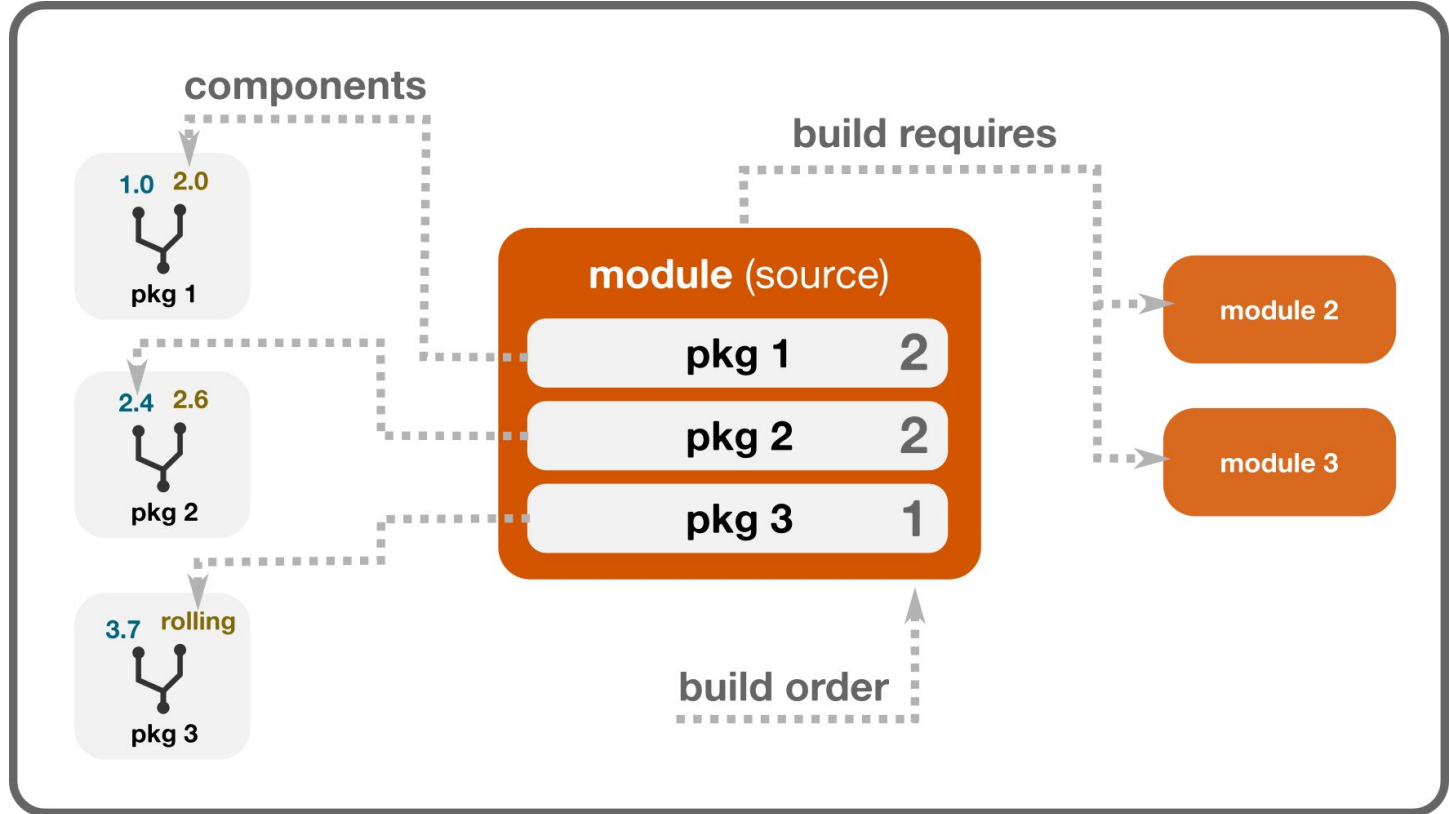 components
1.0 2.0
pkg 1
2.4 2.6
pkg 2
3.7 rolling
pkg 3
module (source)
pkg 1 2
pkg 2 2
pkg 3 1
build order
build requires
module 2
module 3